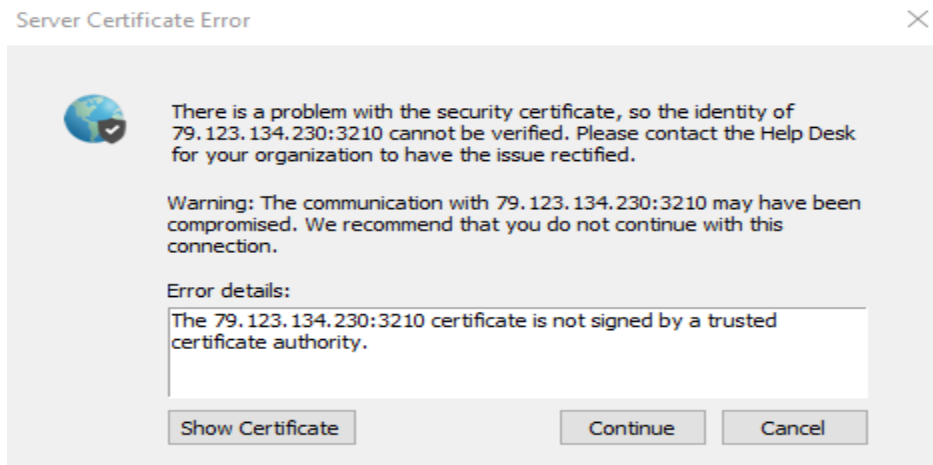 Server Certificate Error
There is a problem with the security certificate, so the identity of
79.123.134.230:3210 cannot be verified. Please contact the Help Desk
for your organization to have the issue rectified.
Warning: The communication with 79.123.134.230:3210 may have been
compromised. We recommend that you do not continue with this
connection.
Error details:
The 79.123.134.230:3210 certificate is not signed by a trusted
certificate authority.
Show Certificate
Continue
Cancel